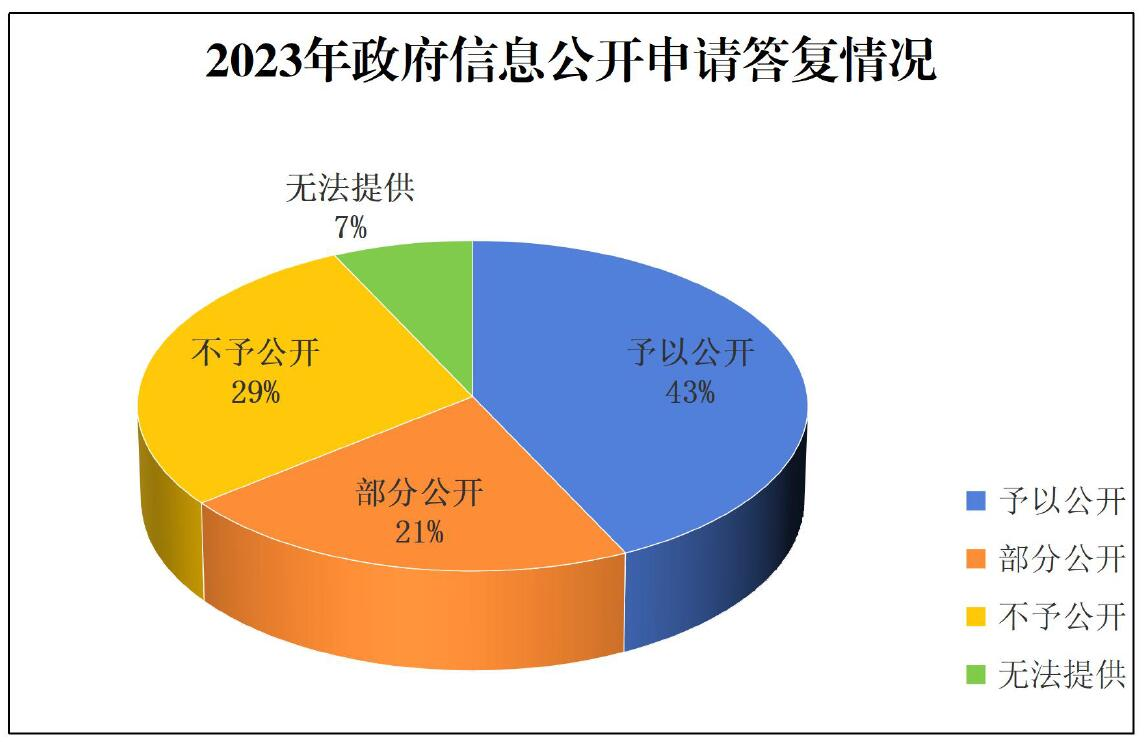 2023年政府信息公开申请答复情况
无法提供
7%
不予公开
29%
予以公开
43%
部分公开
21%
予以公开
部分公开
不予公开
无法提供